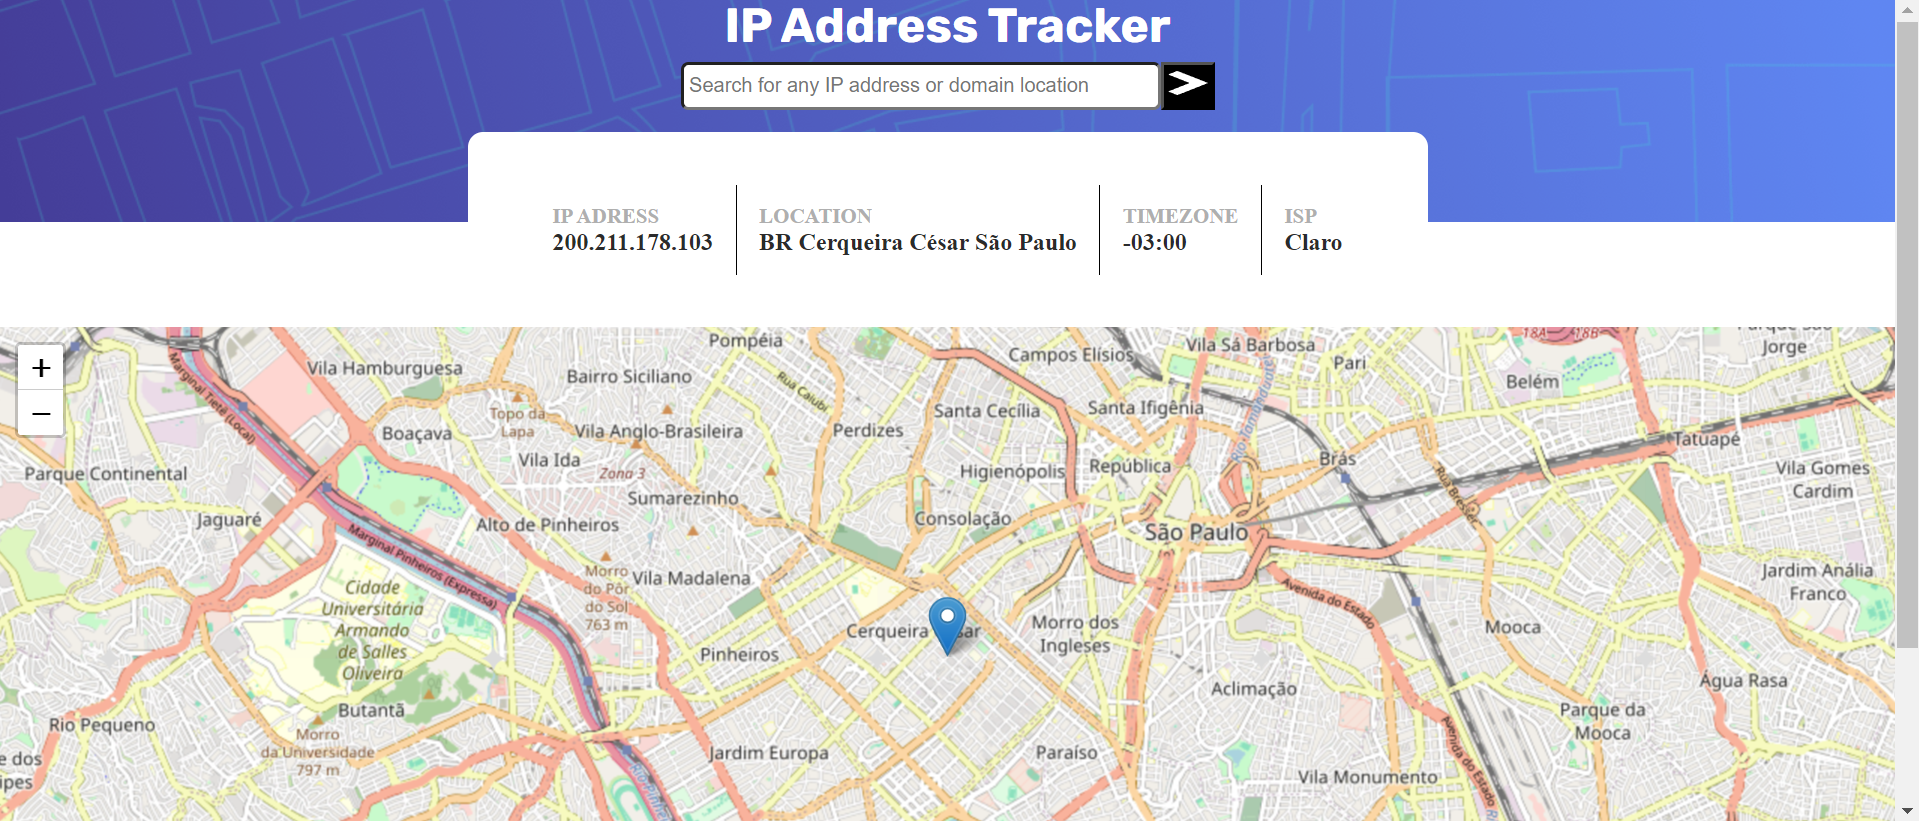 IP Address Tracker
Search for any IP address or domain location
>
IP ADRESS
200.211.178.103
LOCATION
BR Cerqueira César São Paulo
TIMEZONE
-03:00
ISP
Claro
+
−
Pompéia
Campos Elísios
Vila Sá Barbosa
18A
18B
Jorge
Pari
Vila Hamburguesa
Bairro Siciliano
Rua Caiubi
Belém
Marginal Tietê (Local)
Topo da
Lapa
Santa Cecília
Santa Ifigênia
Boaçava
Vila Anglo-Brasileira
Perdizes
Tatuapé
Vila Ida
Zona 3
Higienópolis
República
Brás
Vila Gomes
Cardim
Parque Continental
Sumarezinho
Rua Bresser
Jaguaré
Alto de Pinheiros
Consolação
São Paulo
Marginal Pinheiros (Expressa)
Morro
do Pôr
do Sol
763 m
Vila Madalena
Cidade
Universitária
Armando
de Salles
Oliveira
Avenida do Estado
Jardim Anália
Franco
Cerqueira
Morro dos
Ingleses
Mooca
Pinheiros
Aclimação
Água Rasa
Butantã
Rio Pequeno
Parque da
Mooca
Morro
da Universidade
797 m
Jardim Europa
Paraíso
Avenida do Estado
e dos
ipes
Vila Monumento